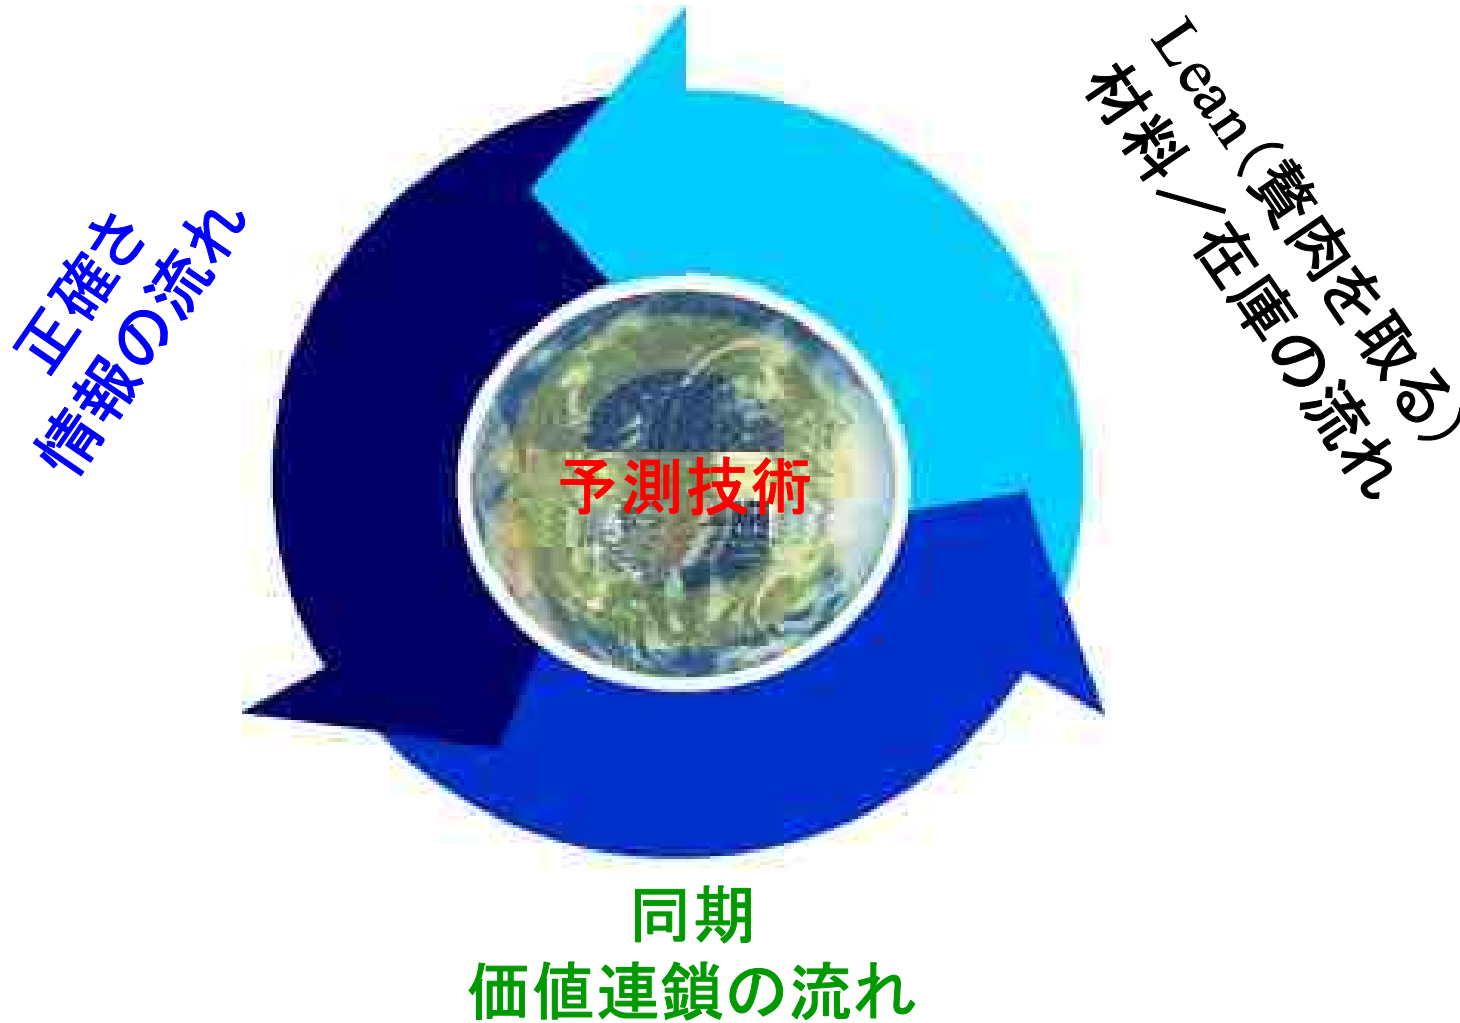 正確さ
情報の流れ
Lean（贅肉を取る）
材料／在庫の流れ
予測技術
同期
価値連鎖の流れ